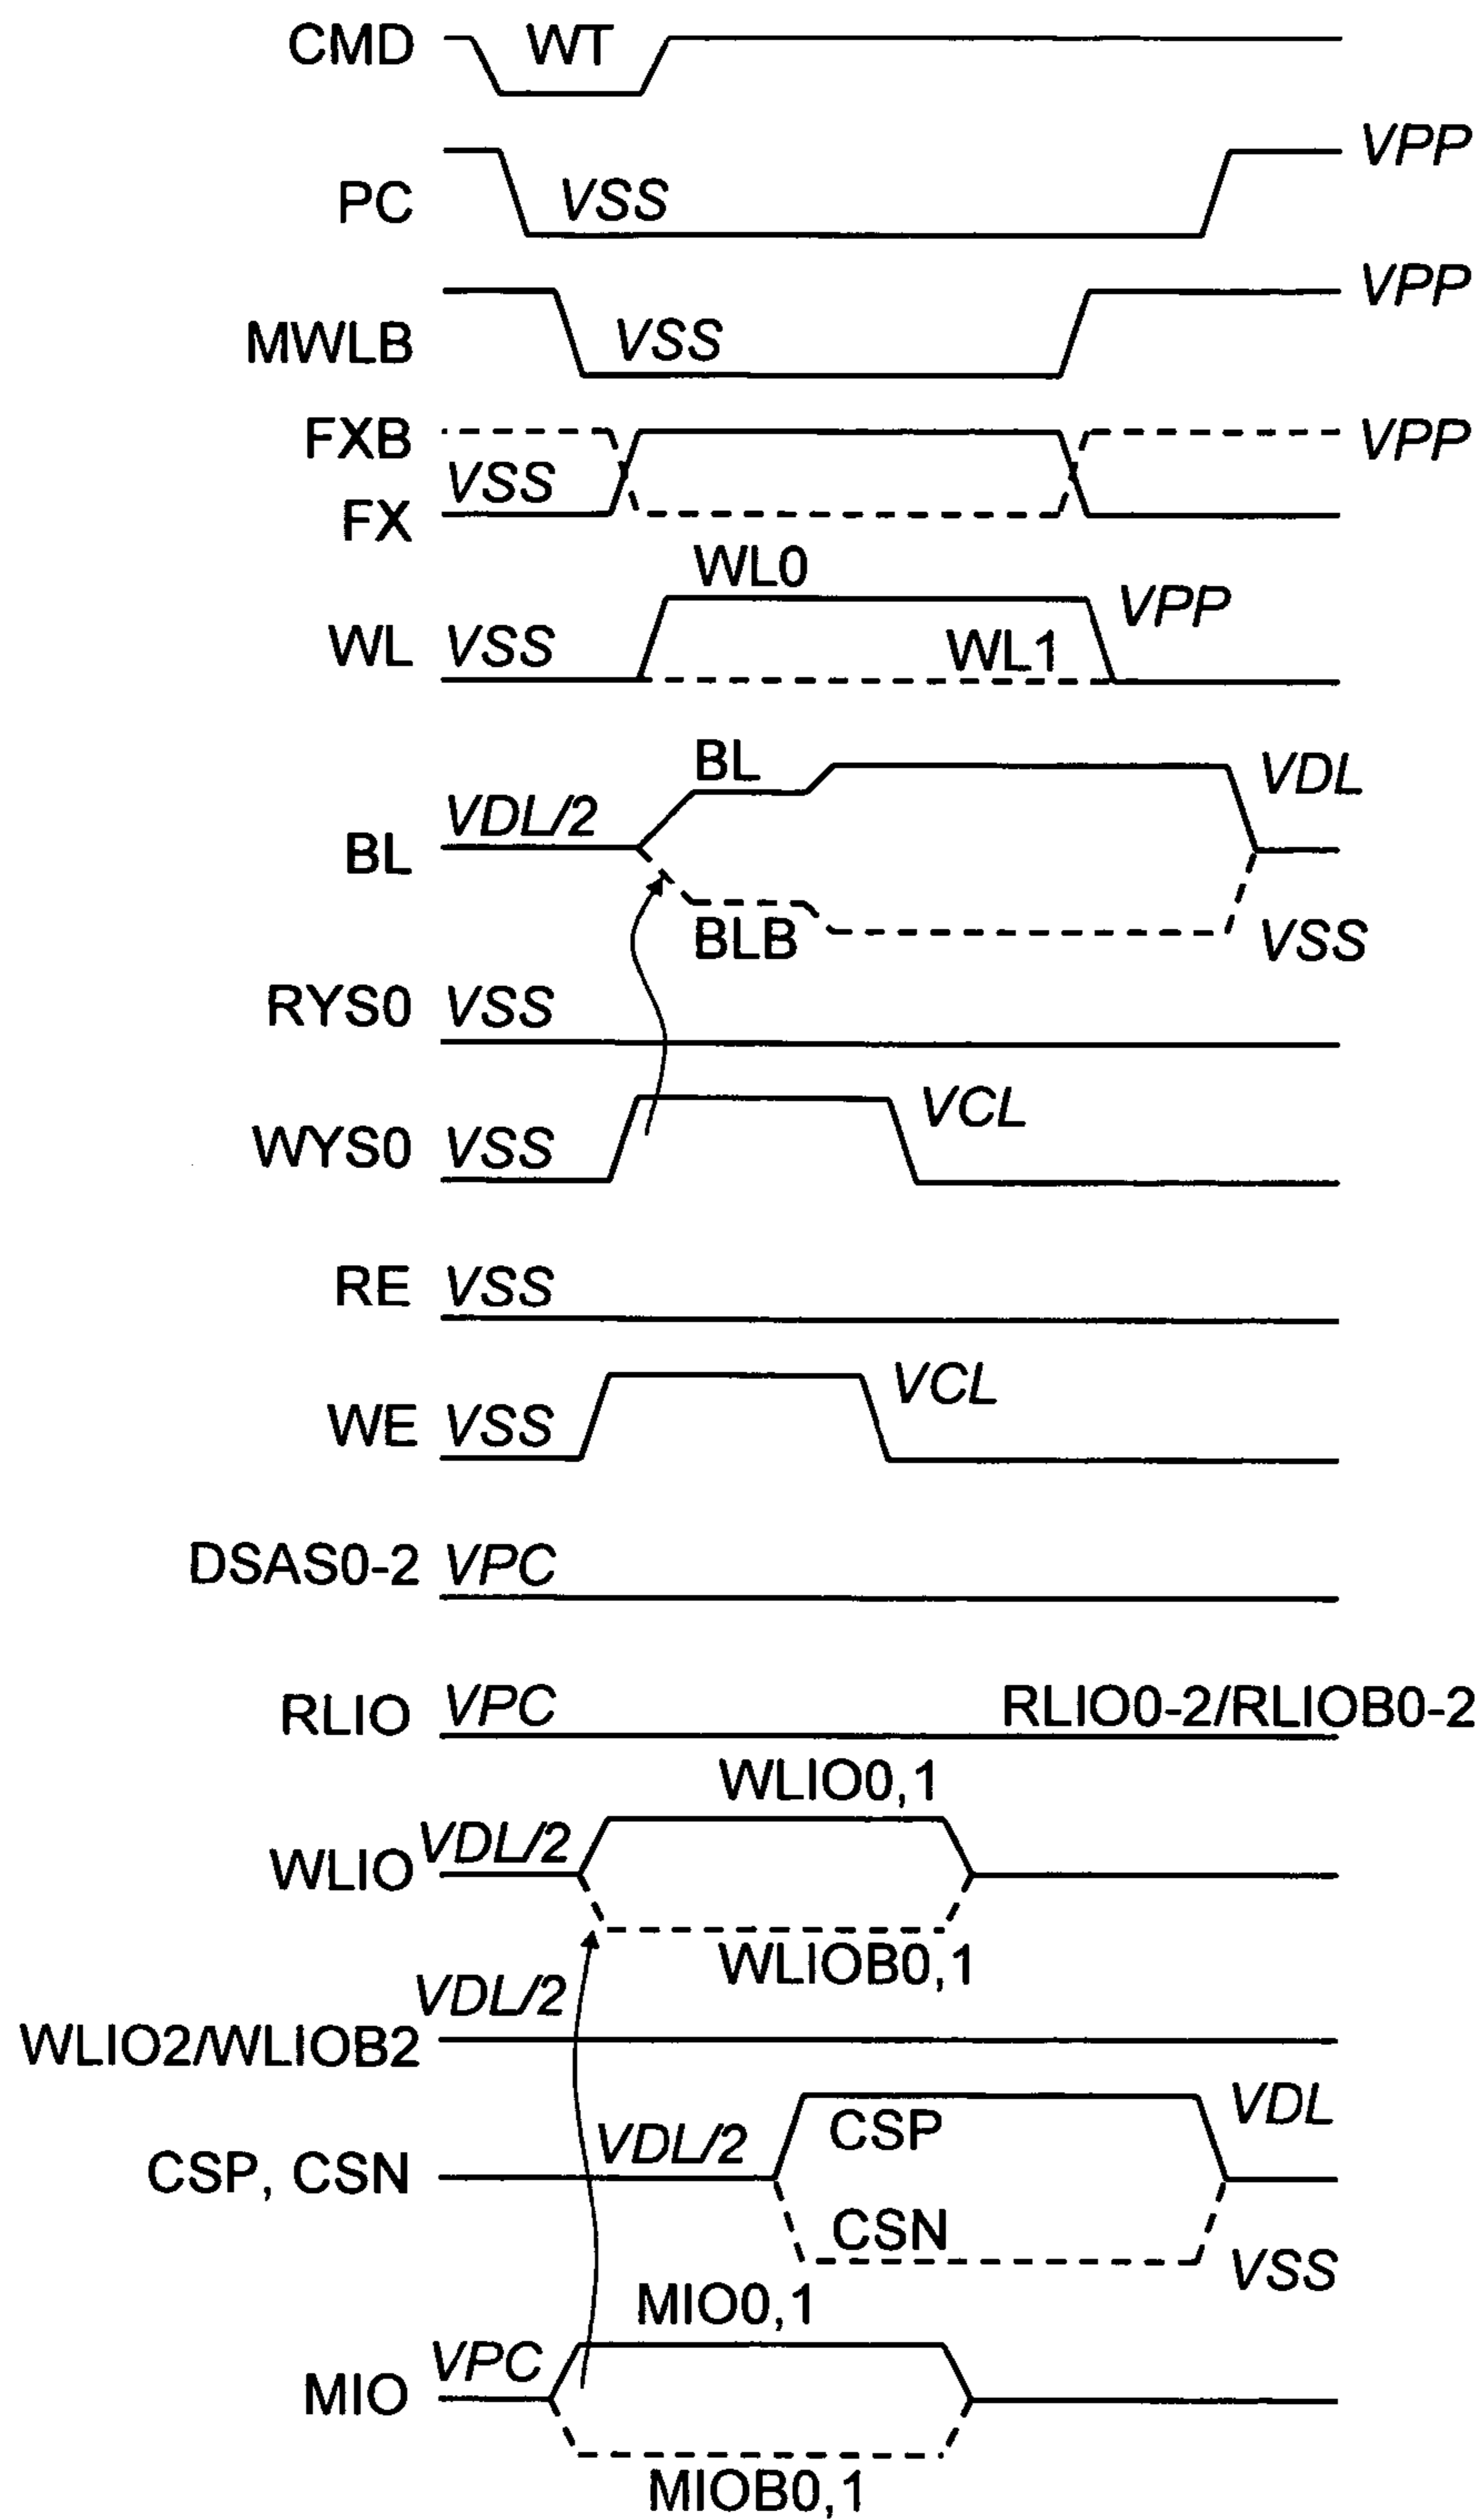 CMD WT
VPP
PC VSS
VPP
MWLB VSS
FXB VPP
VSS
FX
WL0
VPP
WL VSS WL1
BL
VDL
VDL/2
BL
BLB VSS
RYS0 VSS
VCL
WYS0 VSS
RE VSS
VCL
WE VSS
DSAS0-2 VPC
RLIO VPC RLIO0-2/RLIOB0-2
WLIO0,1
WLIO VDL/2
WLIOB0,1
VDL/2
WLIO2/WLIOB2
VDL
CSP
VDL/2
CSP, CSN
CSN
VSS
MIO0,1
VPC
MIO
MIOB0,1